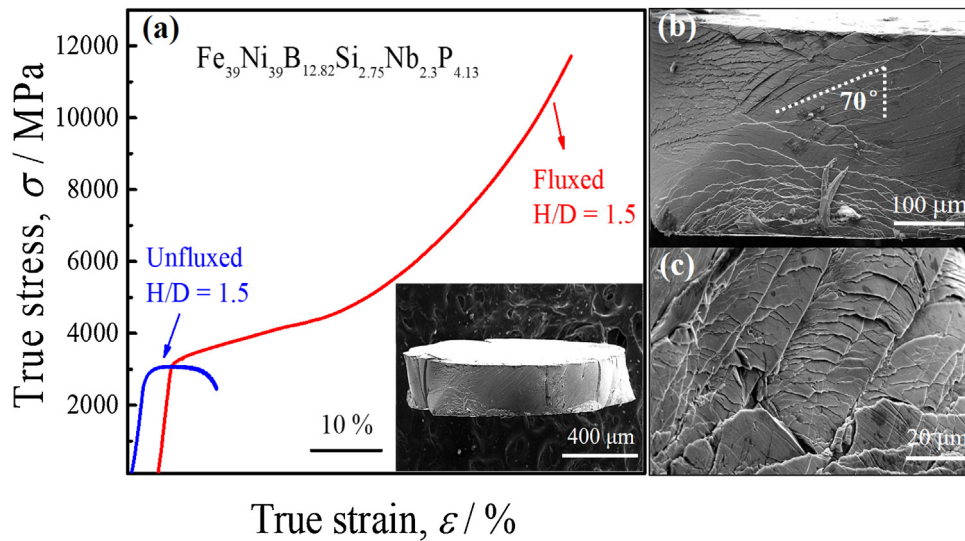 (a)
Fe39Ni39B12.82Si2.75Nb2.3P4.13
12000
10000
8000
6000
4000
2000
True stress, σ / MPa
Unfluxed
H/D = 1.5
Fluxed
H/D = 1.5
10 %
400 μm
True strain, ε / %
(b)
70°
100 μm
(c)
20 μm